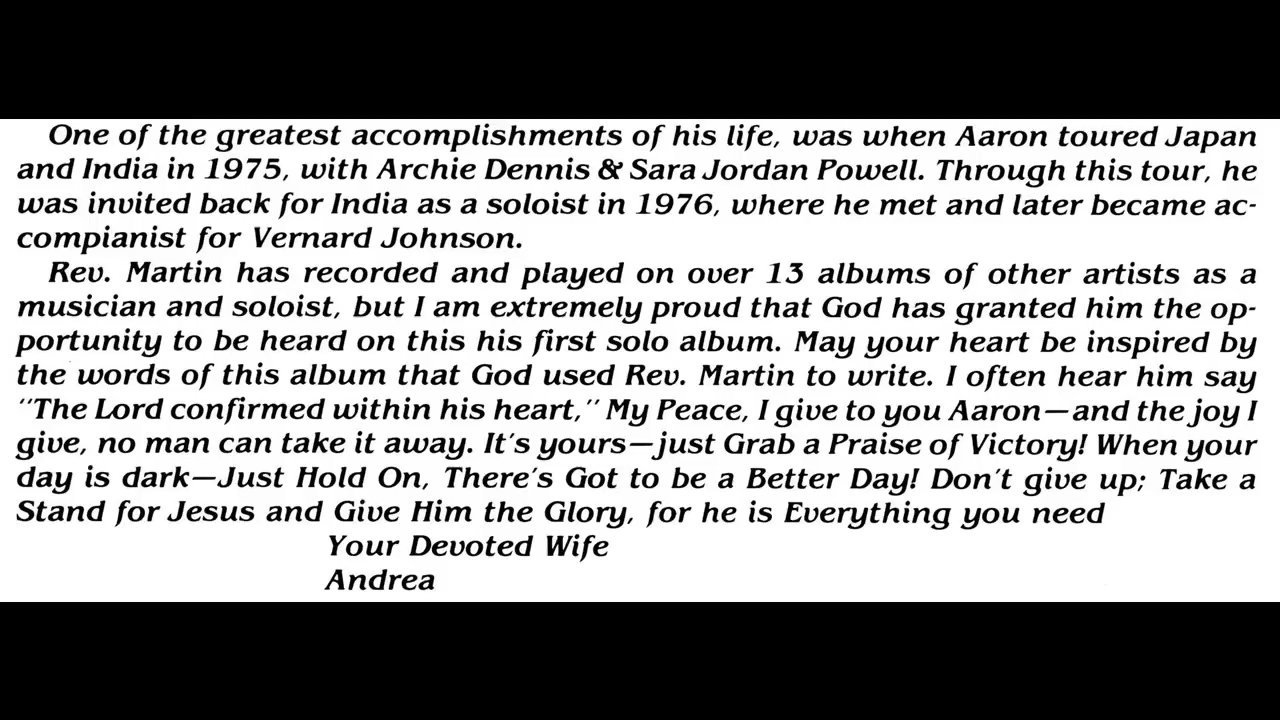 One of the greatest accomplishments of his life, was when Aaron toured Japan
and India in 1975, with Archie Dennis & Sara Jordan Powell. Through this tour, he
was invited back for India as a soloist in 1976, where he met and later became ac-
compianist for Vernard Johnson.
Rev. Martin has recorded and played on over 13 albums of other artists as a
musician and soloist, but I am extremely proud that God has granted him the op-
portunity to be heard on this his first solo album. May your heart be inspired by
the words of this album that God used Rev. Martin to write. I often hear him say
"The Lord confirmed within his heart," My Peace, I give to you Aaron—and the joy I
give, no man can take it away. It's yours—just Grab a Praise of Victory! When your
day is dark—Just Hold On, There's Got to be a Better Day! Don't give up; Take a
Stand for Jesus and Give Him the Glory, for he is Everything you need
Your Devoted Wife
Andrea